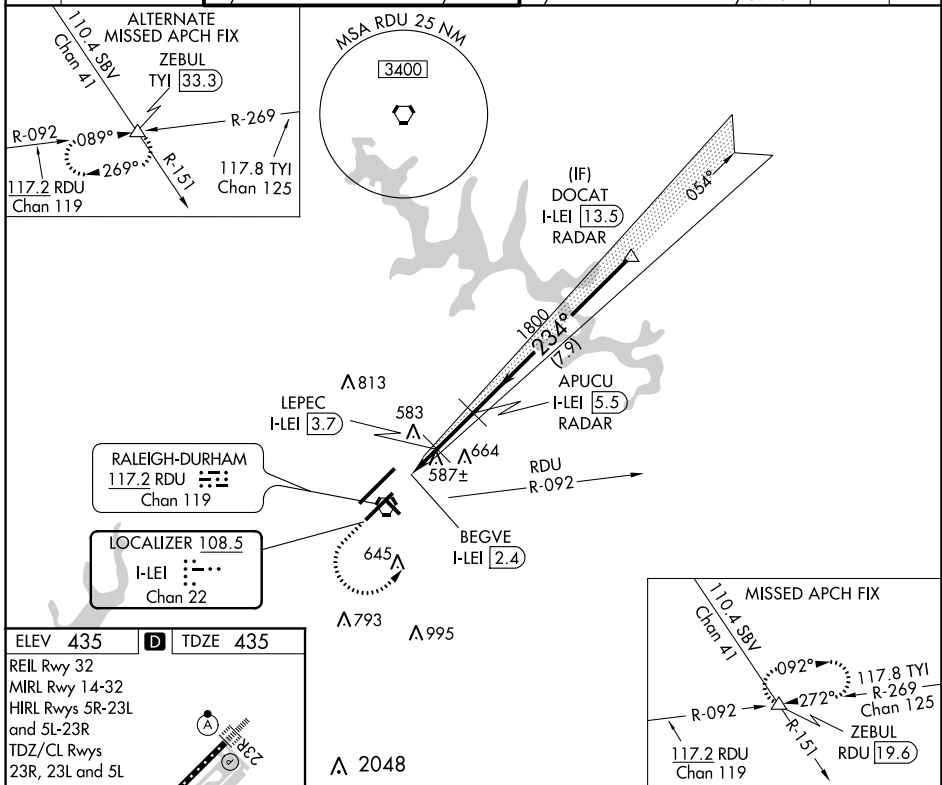 ALTERNATE
MISSED APCH FIX
110.4 SBV
Chan 41
ZEBUL
TYI 33.3
R-092
089°
R-269
269°
R-151
117.2 RDU
Chan 119
117.8 TYI
Chan 125
MSA RDU 25 NM
3400
(IF)
DOCAT
I-LEI 13.5
RADAR
054°
1800
234°
(7.9)
APUCU
I-LEI 5.5
RADAR
813
LEPEC
I-LEI 3.7
583
664
587±
RALEIGH-DURHAM
117.2 RDU
Chan 119
RDU
R-092
BEGVE
I-LEI 2.4
LOCALIZER 108.5
I-LEI
Chan 22
645
793
995
2048
ELEV 435 D TDZE 435
REIL Rwy 32
MIRL Rwy 14-32
HIRL Rwys 5R-23L
and 5L-23R
TDZ/CL Rwys
23R, 23L and 5L
A
P
23R
MISSED APCH FIX
110.4 SBV
Chan 41
092°
117.8 TYI
R-269
Chan 125
272°
R-092
R-151
ZEBUL
RDU 19.6
117.2 RDU
Chan 119